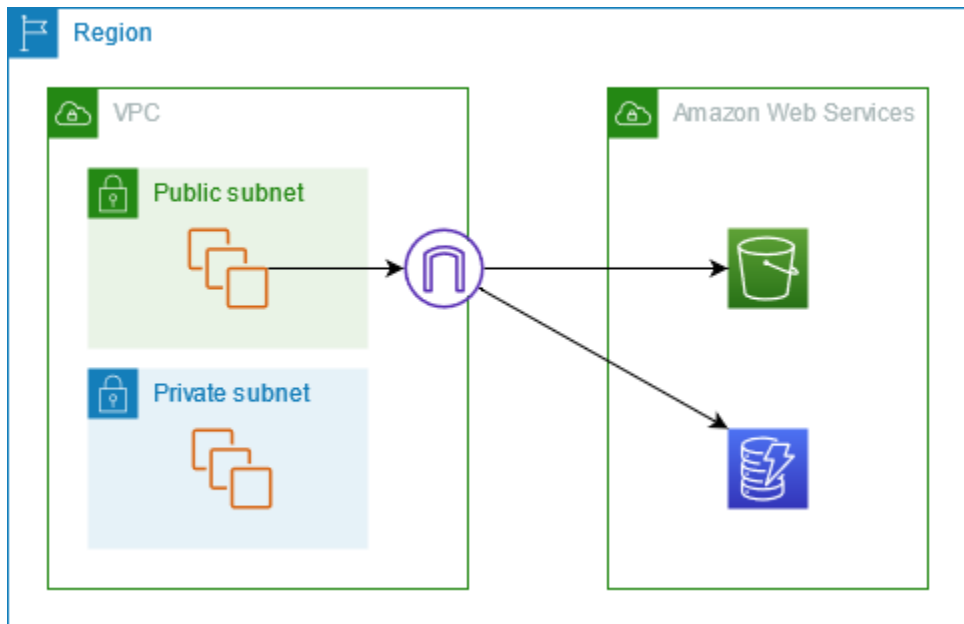 Region
VPC
Amazon Web Services
Public subnet
Private subnet